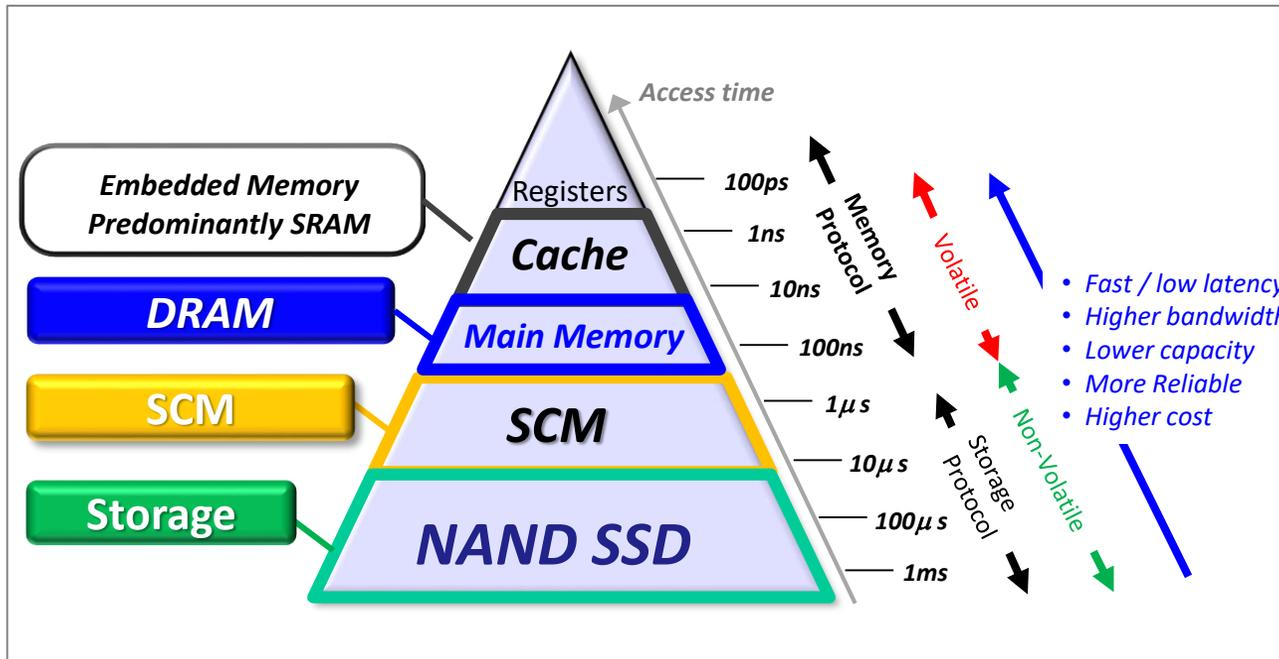 Access time
Embedded Memory
Predominantly SRAM
DRAM
SCM
Storage
Registers
Cache
Main Memory
SCM
NAND SSD
100ps
1ns
10ns
100ns
1μs
10μs
100μs
1ms
Memory
Protocol
Storage
Protocol
Volatile
Non-Volatile
• Fast / low latency
• Higher bandwidth
• Lower capacity
• More Reliable
• Higher cost